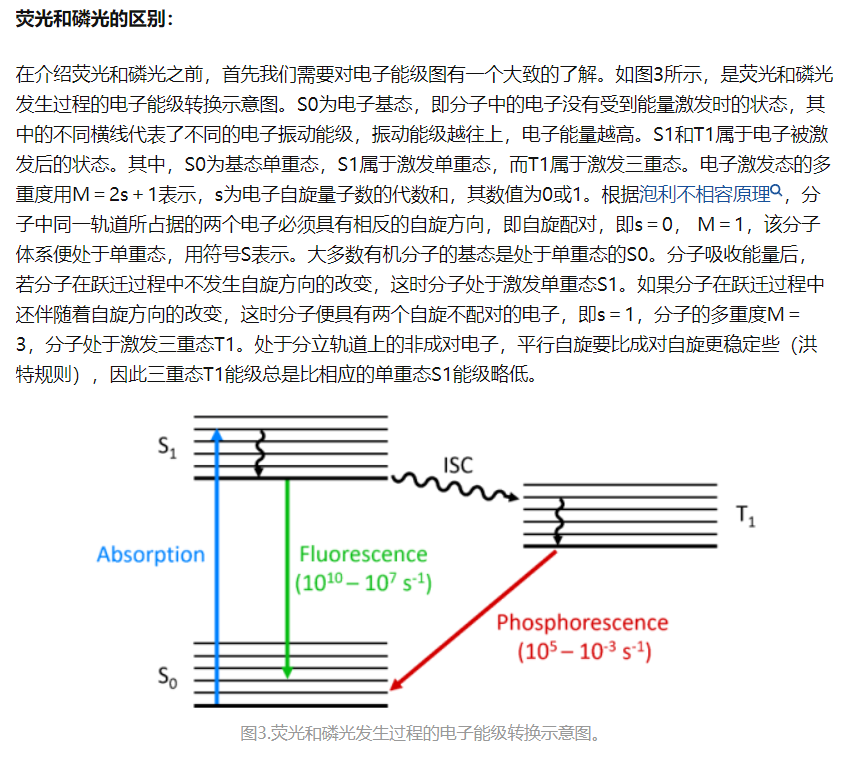 荧光和磷光的区别：
在介绍荧光和磷光之前，首先我们需要对电子能级图有一个大致的了解。如图3所示，是荧光和磷光
发生过程的电子能级转换示意图。S0为电子基态，即分子中的电子没有受到能量激发时的状态，其
中的不同横线代表了不同的电子振动能级，振动能级越往上，电子能量越高。S1和T1属于电子被激
发后的状态。其中，S0为基态单重态，S1属于激发单重态，而T1属于激发三重态。电子激发态的多
重度用M＝2s＋1表示，s为电子自旋量子数的代数和，其数值为0或1。根据泡利不相容原理，分
子中同一轨道所占据的两个电子必须具有相反的自旋方向，即自旋配对，即s＝0， M＝1，该分子
体系便处于单重态，用符号S表示。大多数有机分子的基态是处于单重态的S0。分子吸收能量后，
若分子在跃迁过程中不发生自旋方向的改变，这时分子处于激发单重态S1。如果分子在跃迁过程中
还伴随着自旋方向的改变，这时分子便具有两个自旋不配对的电子，即s＝1，分子的多重度M＝
3，分子处于激发三重态T1。处于分立轨道上的非成对电子，平行自旋要比成对自旋更稳定些（洪
特规则），因此三重态T1能级总是比相应的单重态S1能级略低。
S₁
ISC
T₁
Absorption
Fluorescence
(10¹⁰ – 10⁷ s⁻¹)
Phosphorescence
(10⁵ – 10⁻³ s⁻¹)
S₀
图3.荧光和磷光发生过程的电子能级转换示意图。